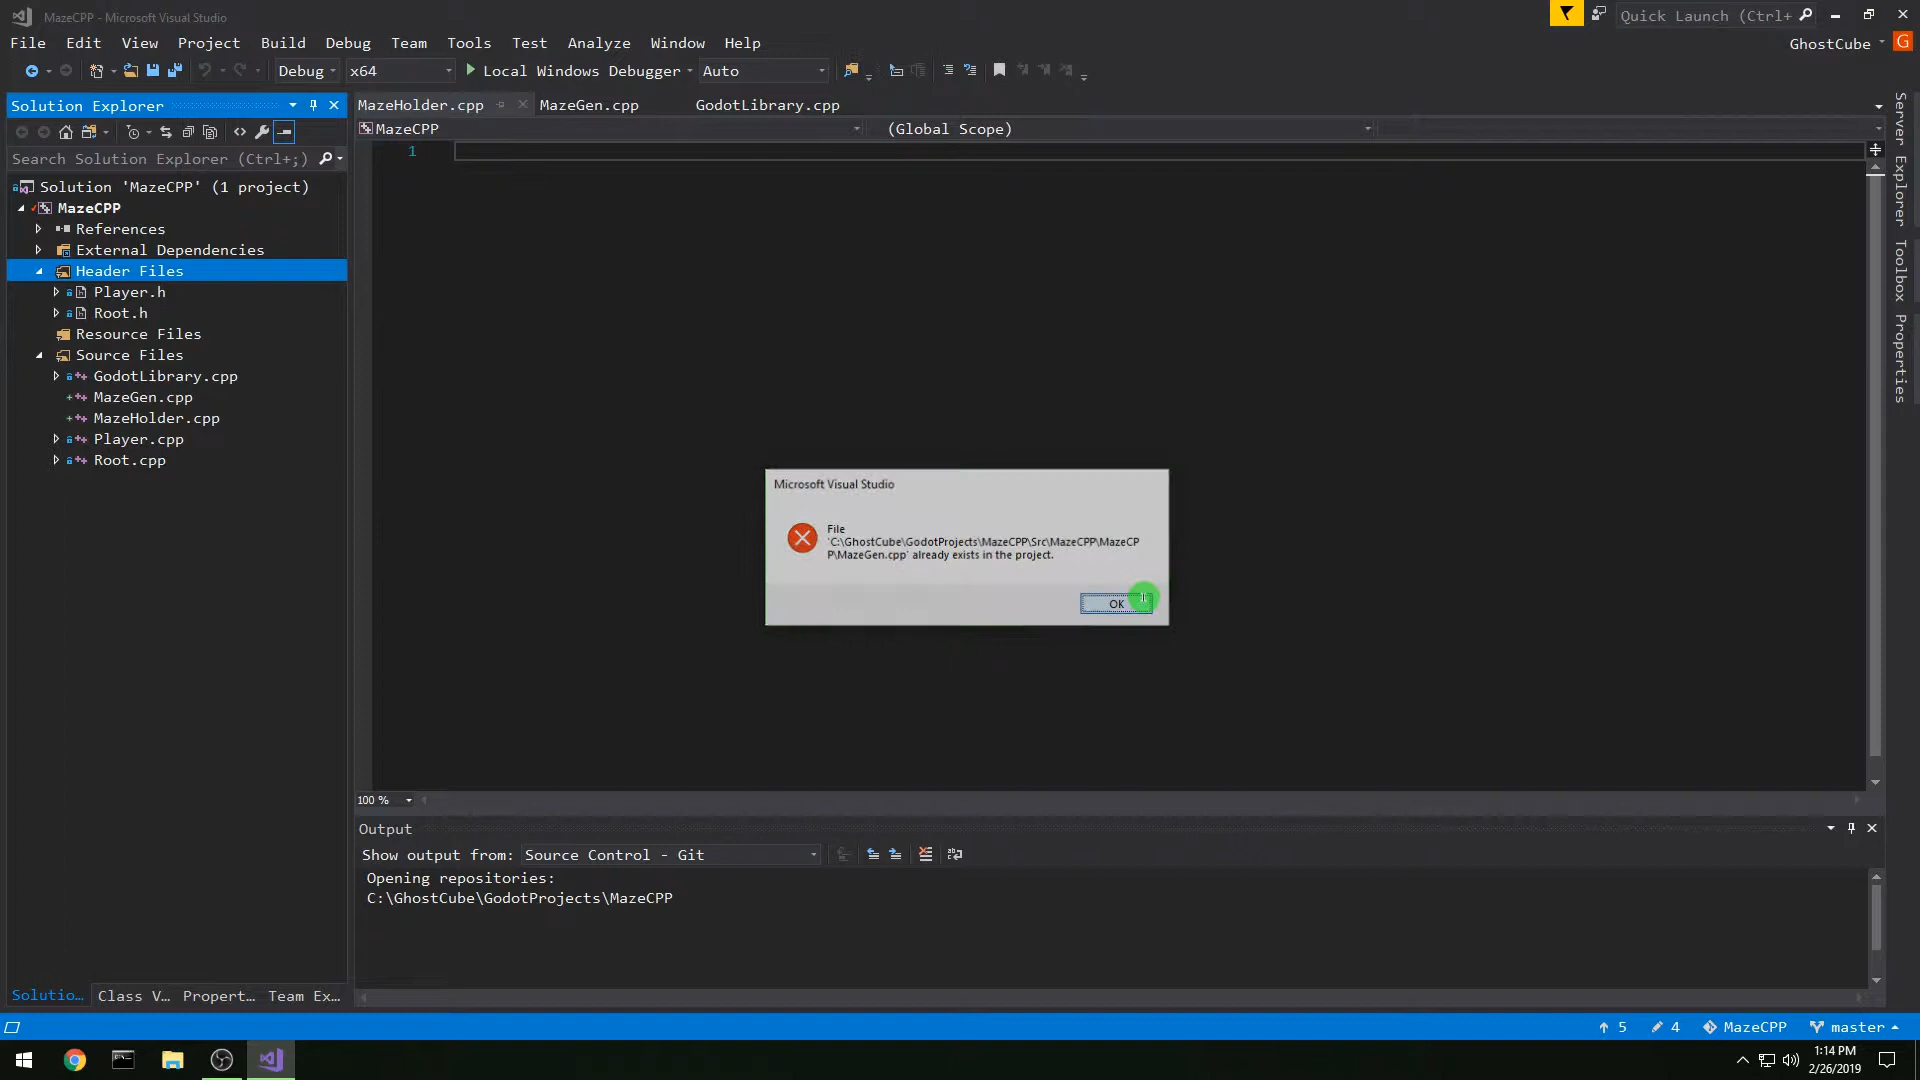 MazeCPP - Microsoft Visual Studio
Quick Launch (Ctrl+
File Edit View Project Build Debug Team Tools Test Analyze Window Help
GhostCube
G
Debug x64 Local Windows Debugger Auto
Solution Explorer
MazeHolder.cpp MazeGen.cpp GodotLibrary.cpp
MazeCPP (Global Scope)
Search Solution Explorer (Ctrl+;)
1
Solution 'MazeCPP' (1 project)
MazeCPP
References
External Dependencies
Header Files
Player.h
Root.h
Resource Files
Source Files
GodotLibrary.cpp
MazeGen.cpp
MazeHolder.cpp
Player.cpp
Root.cpp
Server Explorer
Toolbox
Properties
Microsoft Visual Studio
File
'C:\GhostCube\GodotProjects\MazeCPP\Src\MazeCPP\MazeCP
P\MazeGen.cpp' already exists in the project.
OK
100 %
Output
Show output from: Source Control - Git
Opening repositories:
C:\GhostCube\GodotProjects\MazeCPP
Solutio... Class V... Propert... Team Ex...
5 4 MazeCPP master
1:14 PM
2/26/2019